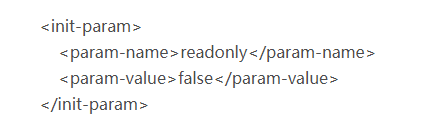 <init-param>
<param-name>readonly</param-name>
<param-value>false</param-value>
</init-param>